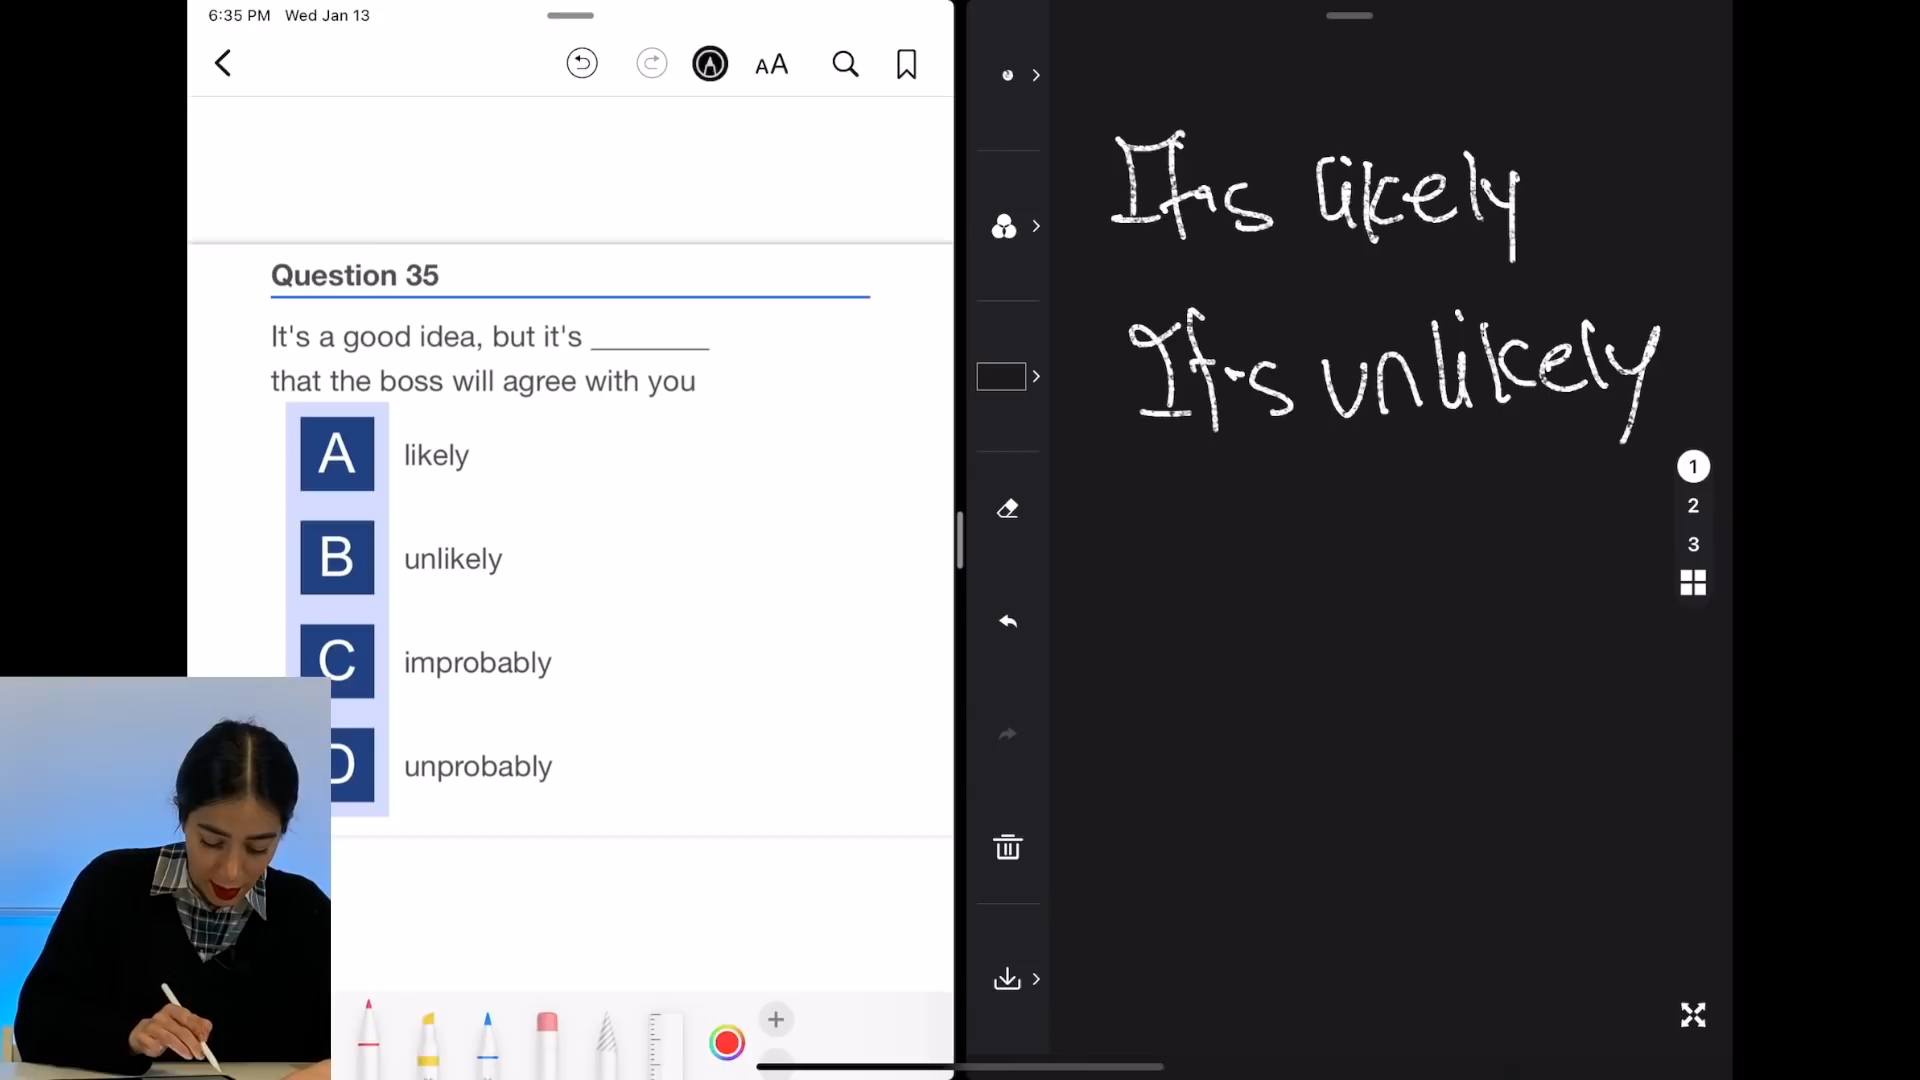 6:35 PM Wed Jan 13
AA
Question 35
It's a good idea, but it's ________
that the boss will agree with you
A likely
B unlikely
C improbably
D unprobably
It's likely
It's unlikely
1
2
3